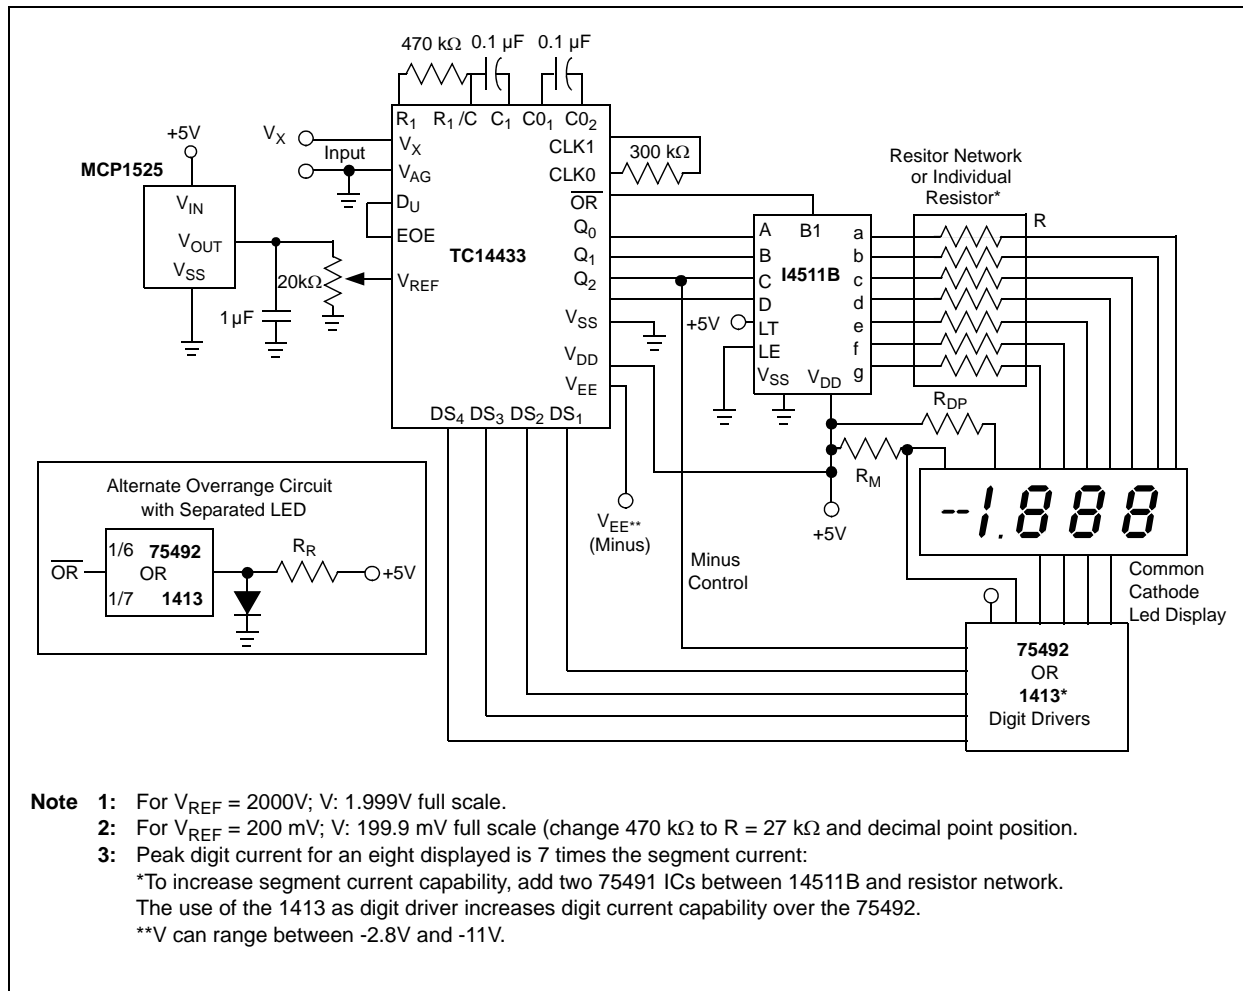 470 kΩ 0.1 µF 0.1 µF
R1 R1 /C C1 C01 C02
VX
VX
Input
VAG
DU
EOE
VREF
TC14433
CLK1
CLK0
300 kΩ
OR
Q0
Q1
Q2
VSS
VDD
VEE
DS4 DS3 DS2 DS1
+5V
MCP1525
VIN
VOUT
VSS
20kΩ
1µF
Resitor Network
or Individual
Resistor*
R
A B1 a
B b
I4511B
C c
D d
+5V LT e
LE f
VSS VDD g
RDP
RM
+5V
VEE**
(Minus)
Minus
Control
--1.888
Common
Cathode
Led Display
75492
OR
1413*
Digit Drivers
Alternate Overrange Circuit
with Separated LED
OR
1/6 75492
OR
1/7 1413
RR
+5V
Note 1: For VREF = 2000V; V: 1.999V full scale.
2: For VREF = 200 mV; V: 199.9 mV full scale (change 470 kΩ to R = 27 kΩ and decimal point position.
3: Peak digit current for an eight displayed is 7 times the segment current:
*To increase segment current capability, add two 75491 ICs between 14511B and resistor network.
The use of the 1413 as digit driver increases digit current capability over the 75492.
**V can range between -2.8V and -11V.